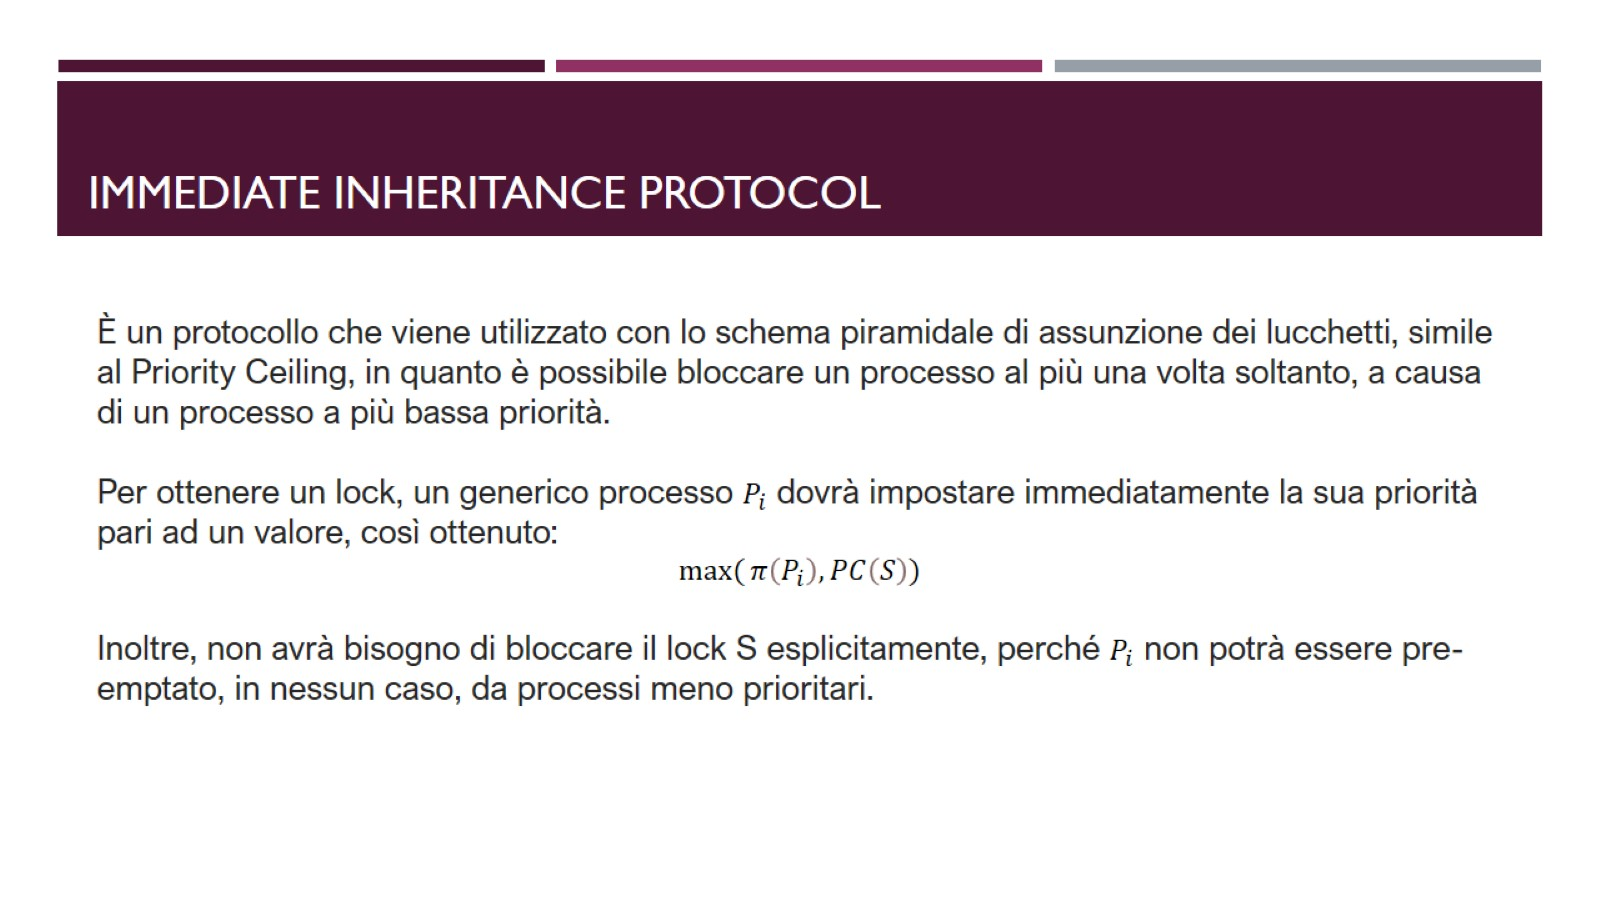 IMMEDIATE INHERITANCE PROTOCOL
È un protocollo che viene utilizzato con lo schema piramidale di assunzione dei lucchetti, simile
al Priority Ceiling, in quanto è possibile bloccare un processo al più una volta soltanto, a causa
di un processo a più bassa priorità.
Per ottenere un lock, un generico processo 𝑃𝑖 dovrà impostare immediatamente la sua priorità
pari ad un valore, così ottenuto:
max( 𝜋(𝑃𝑖), 𝑃𝐶(𝑆))
Inoltre, non avrà bisogno di bloccare il lock S esplicitamente, perché 𝑃𝑖 non potrà essere pre-
emptato, in nessun caso, da processi meno prioritari.